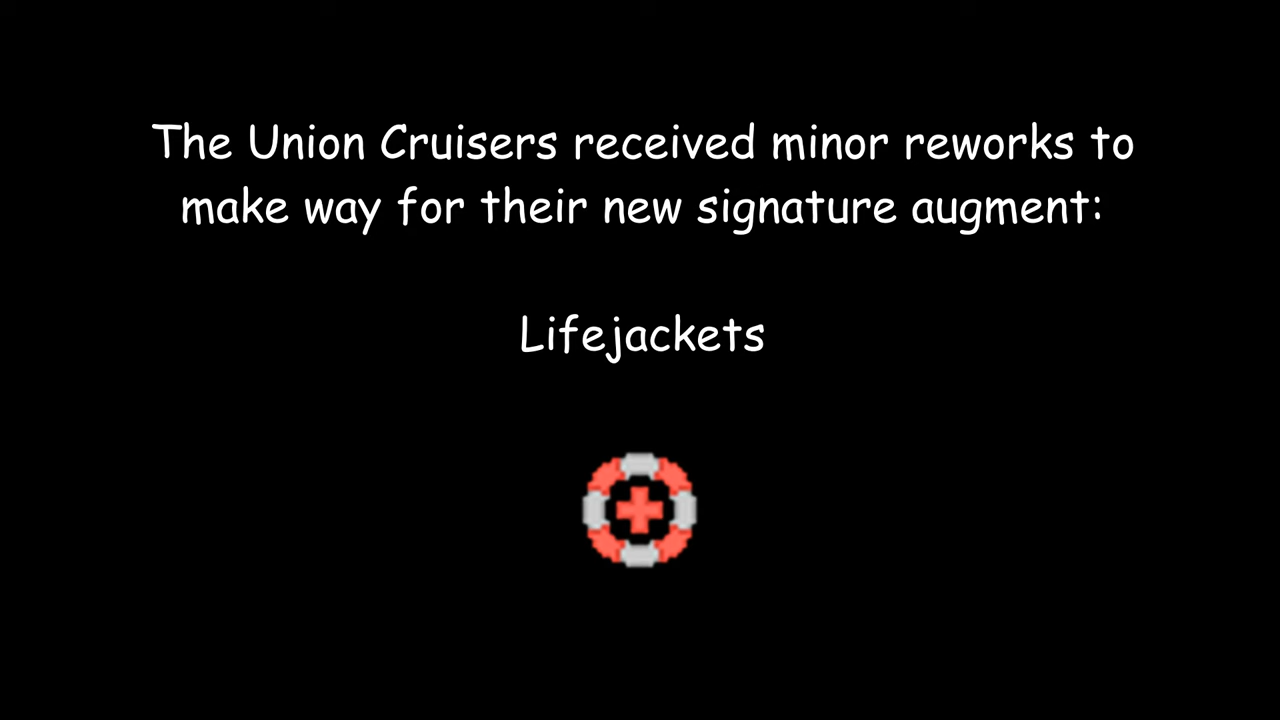 The Union Cruisers received minor reworks to
make way for their new signature augment:
Lifejackets